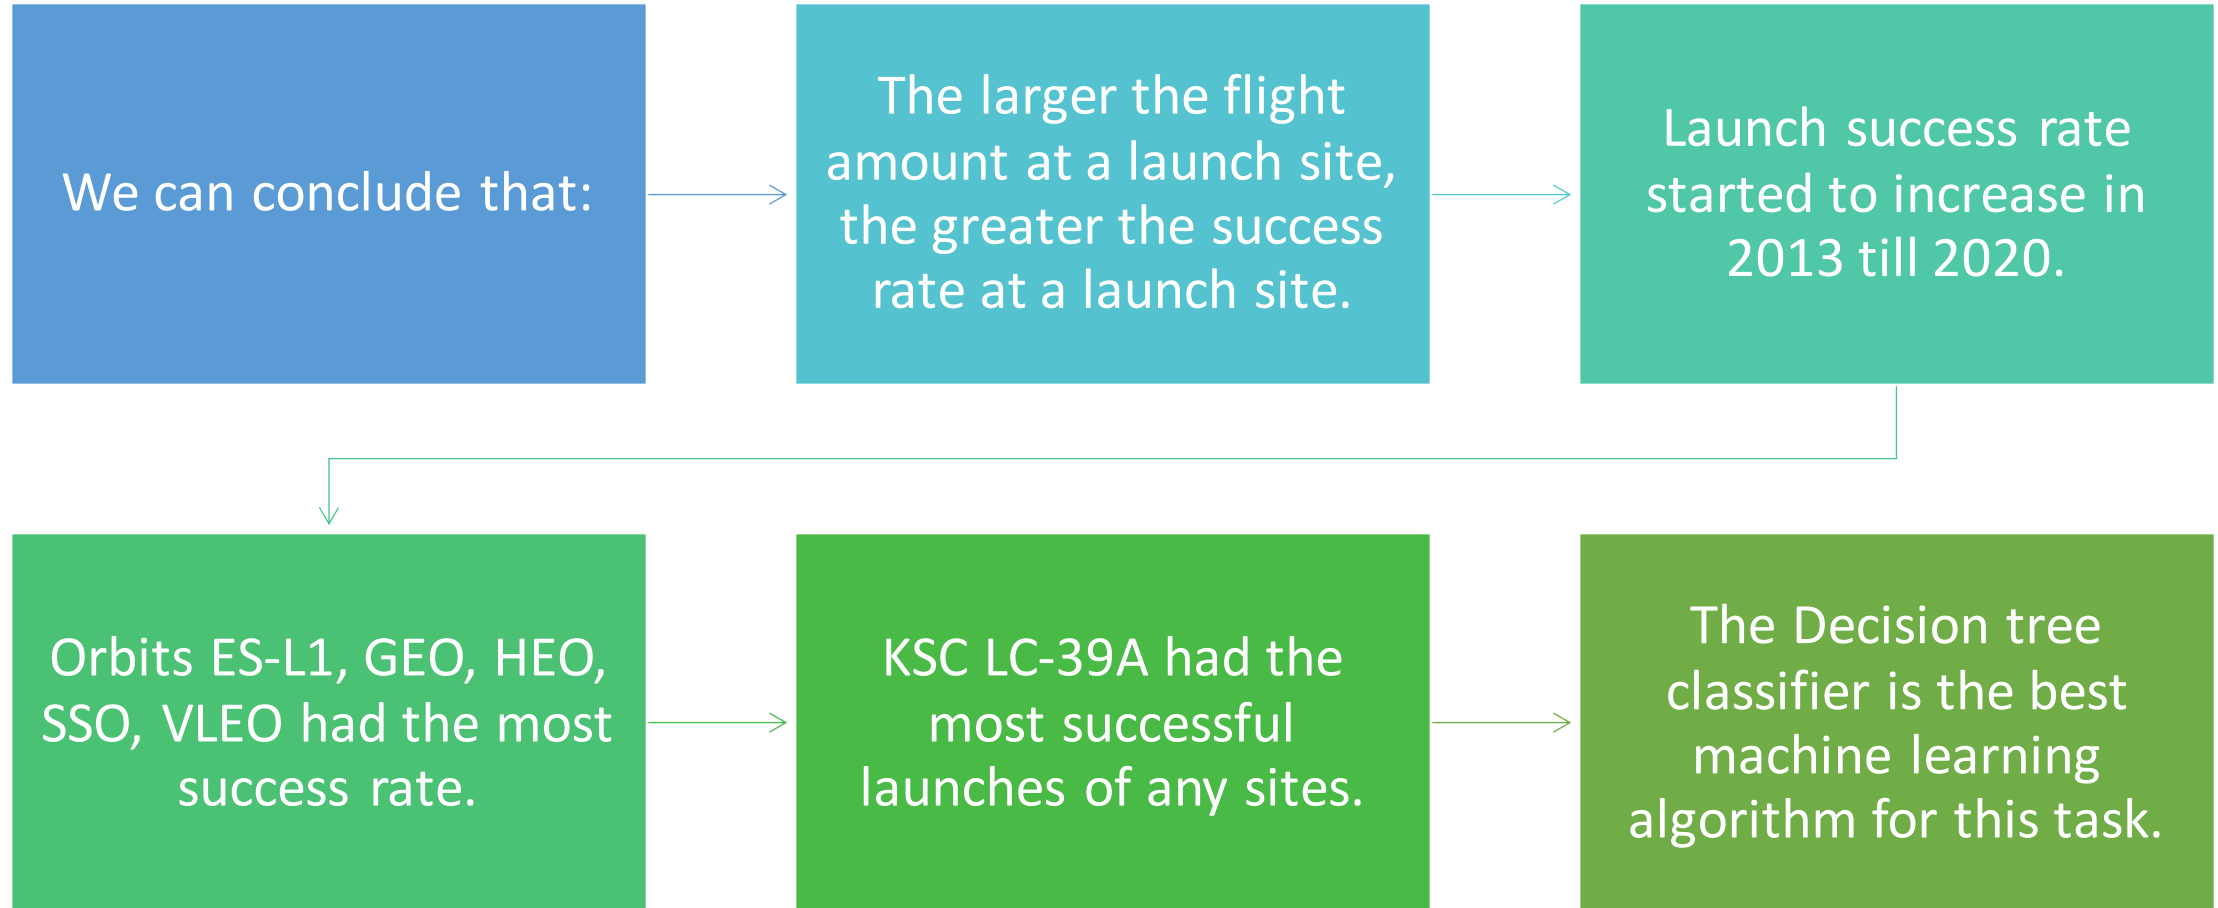 We can conclude that:
The larger the flight
amount at a launch site,
the greater the success
rate at a launch site.
Launch success rate
started to increase in
2013 till 2020.
Orbits ES-L1, GEO, HEO,
SSO, VLEO had the most
success rate.
KSC LC-39A had the
most successful
launches of any sites.
The Decision tree
classifier is the best
machine learning
algorithm for this task.